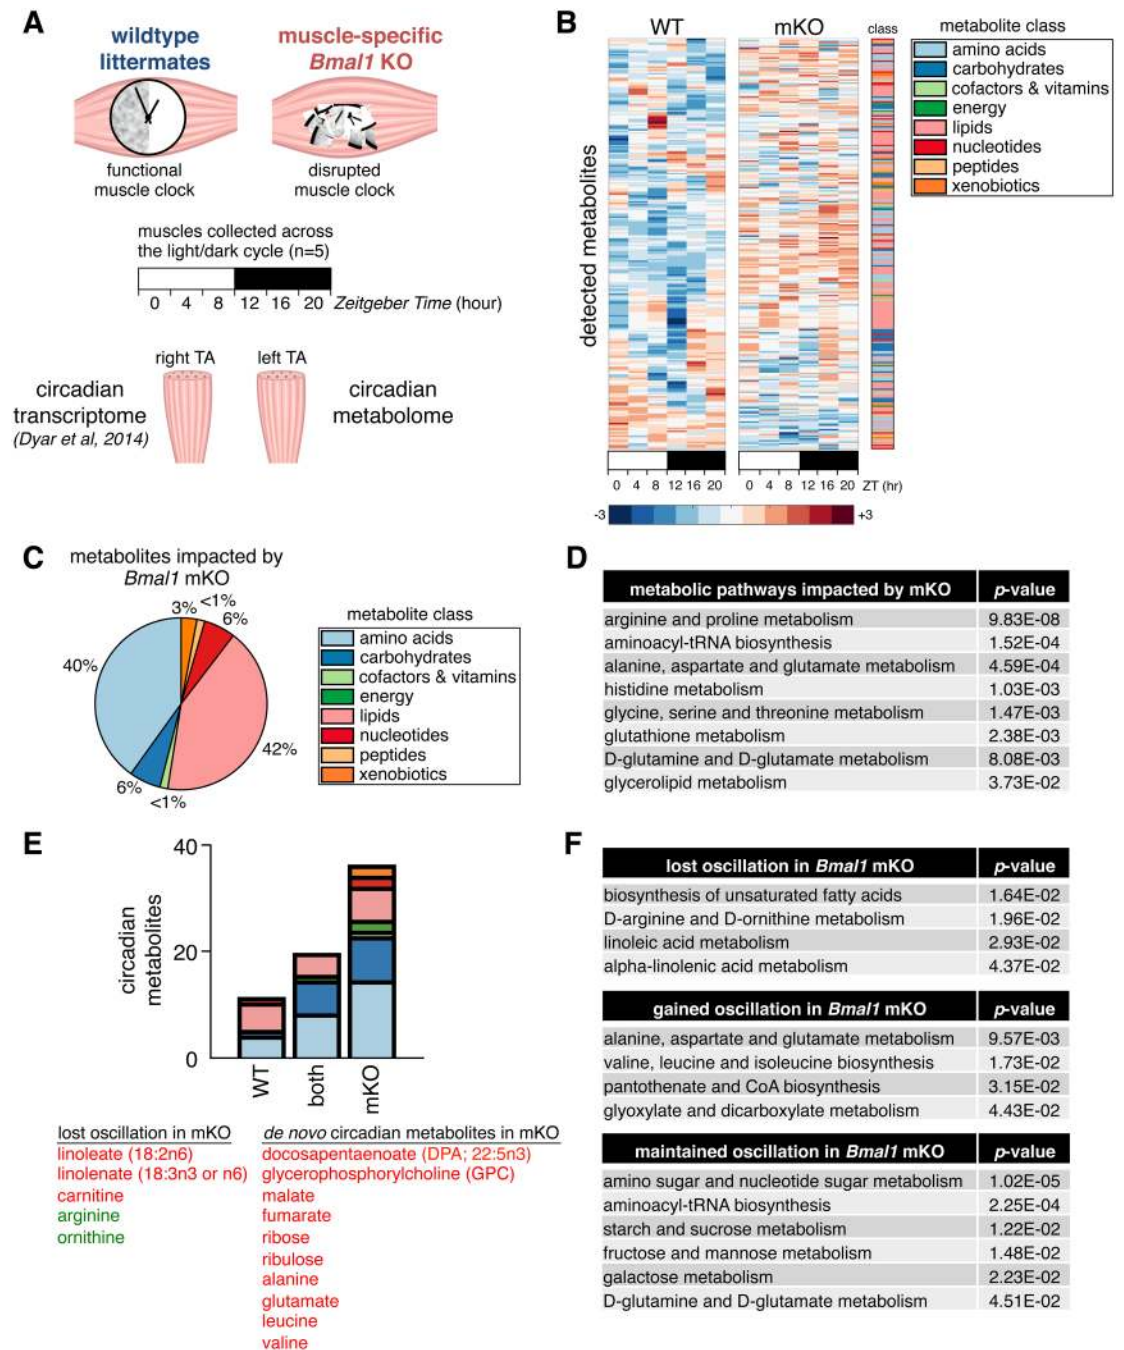 A
wildtype
littermates
muscle-specific
Bmal1 KO
functional
muscle clock
disrupted
muscle clock
muscles collected across
the light/dark cycle (n=5)
0 4 8 12 16 20 Zeitgeber Time (hour)
right TA left TA
circadian
transcriptome
(Dyar et al, 2014)
circadian
metabolome
B
WT mKO class
detected metabolites
0 4 8 12 16 20 0 4 8 12 16 20 ZT (hr)
-3 +3
metabolite class
amino acids
carbohydrates
cofactors & vitamins
energy
lipids
nucleotides
peptides
xenobiotics
C
metabolites impacted by
Bmal1 mKO
3% <1%
6%
40%
42%
6%
<1%
metabolite class
amino acids
carbohydrates
cofactors & vitamins
energy
lipids
nucleotides
peptides
xenobiotics
D
metabolic pathways impacted by mKO p-value
arginine and proline metabolism 9.83E-08
aminoacyl-tRNA biosynthesis 1.52E-04
alanine, aspartate and glutamate metabolism 4.59E-04
histidine metabolism 1.03E-03
glycine, serine and threonine metabolism 1.47E-03
glutathione metabolism 2.38E-03
D-glutamine and D-glutamate metabolism 8.08E-03
glycerolipid metabolism 3.73E-02
E
circadian
metabolites
40
20
0
WT
both
mKO
lost oscillation in mKO
linoleate (18:2n6)
linolenate (18:3n3 or n6)
carnitine
arginine
ornithine
de novo circadian metabolites in mKO
docosapentaenoate (DPA; 22:5n3)
glycerophosphorylcholine (GPC)
malate
fumarate
ribose
ribulose
alanine
glutamate
leucine
valine
F
lost oscillation in Bmal1 mKO p-value
biosynthesis of unsaturated fatty acids 1.64E-02
D-arginine and D-ornithine metabolism 1.96E-02
linoleic acid metabolism 2.93E-02
alpha-linolenic acid metabolism 4.37E-02
gained oscillation in Bmal1 mKO p-value
alanine, aspartate and glutamate metabolism 9.57E-03
valine, leucine and isoleucine biosynthesis 1.73E-02
pantothenate and CoA biosynthesis 3.15E-02
glyoxylate and dicarboxylate metabolism 4.43E-02
maintained oscillation in Bmal1 mKO p-value
amino sugar and nucleotide sugar metabolism 1.02E-05
aminoacyl-tRNA biosynthesis 2.25E-04
starch and sucrose metabolism 1.22E-02
fructose and mannose metabolism 1.48E-02
galactose metabolism 2.23E-02
D-glutamine and D-glutamate metabolism 4.51E-02